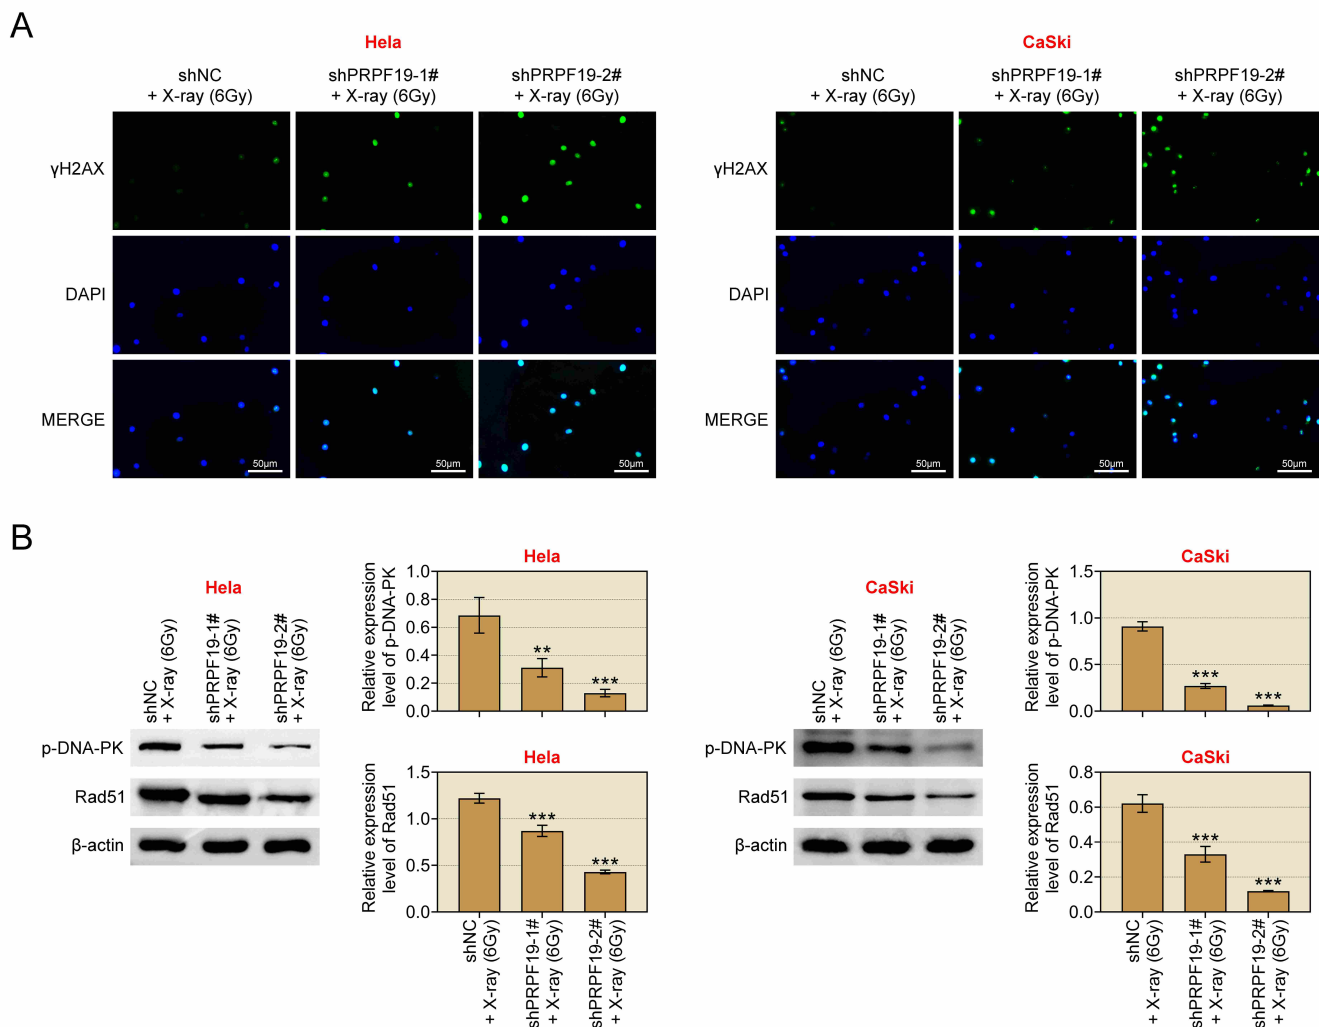 A
Hela
shNC
+ X-ray (6Gy)
shPRPF19-1#
+ X-ray (6Gy)
shPRPF19-2#
+ X-ray (6Gy)
γH2AX
DAPI
MERGE
50μm
50μm
50μm
CaSki
shNC
+ X-ray (6Gy)
shPRPF19-1#
+ X-ray (6Gy)
shPRPF19-2#
+ X-ray (6Gy)
γH2AX
DAPI
MERGE
50μm
50μm
50μm
B
Hela
shNC
+ X-ray (6Gy)
shPRPF19-1#
+ X-ray (6Gy)
shPRPF19-2#
+ X-ray (6Gy)
p-DNA-PK
Rad51
β-actin
Hela
Relative expression
level of p-DNA-PK
1.0
0.8
0.6
0.4
0.2
0.0
**
***
Hela
Relative expression
level of Rad51
1.5
1.0
0.5
0.0
***
***
shNC
+ X-ray (6Gy)
shPRPF19-1#
+ X-ray (6Gy)
shPRPF19-2#
+ X-ray (6Gy)
CaSki
shNC
+ X-ray (6Gy)
shPRPF19-1#
+ X-ray (6Gy)
shPRPF19-2#
+ X-ray (6Gy)
p-DNA-PK
Rad51
β-actin
CaSki
Relative expression
level of p-DNA-PK
1.5
1.0
0.5
0.0
***
***
CaSki
Relative expression
level of Rad51
0.8
0.6
0.4
0.2
0.0
***
***
shNC
+ X-ray (6Gy)
shPRPF19-1#
+ X-ray (6Gy)
shPRPF19-2#
+ X-ray (6Gy)